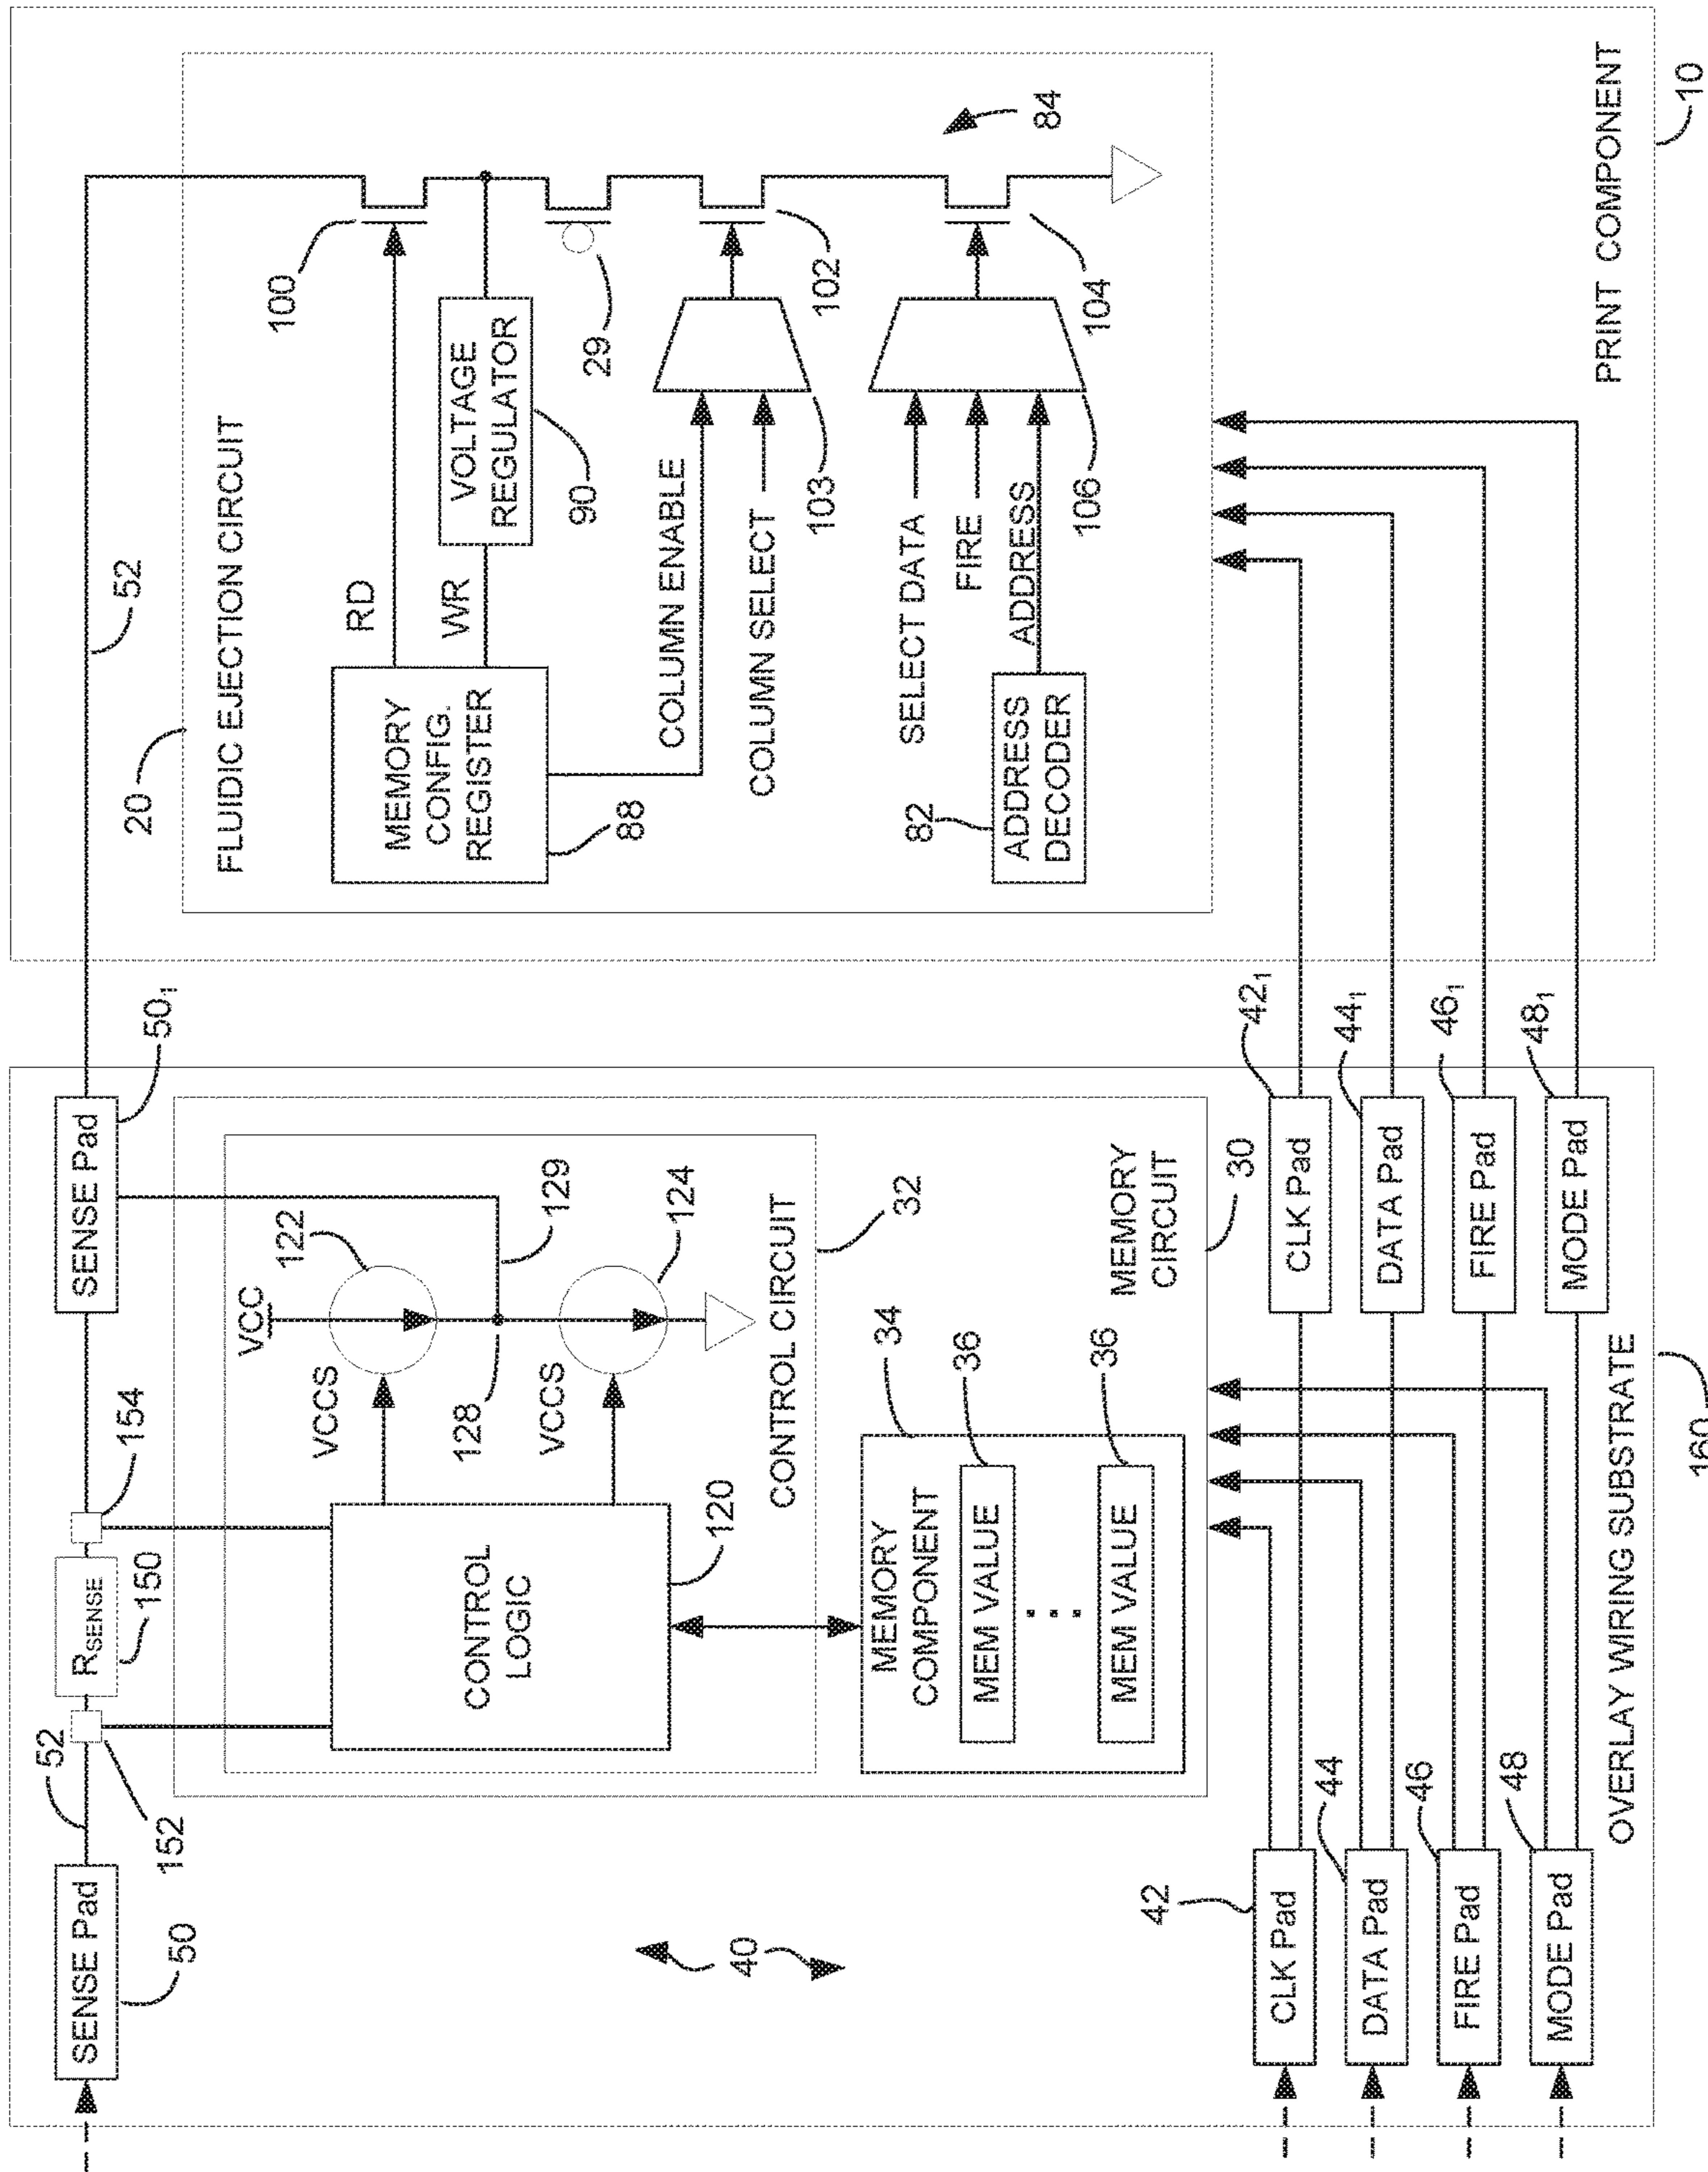 SENSE Pad
50
52
152
R_SENSE
150
154
SENSE Pad
50₁
52
CONTROL
LOGIC
120
VCC
VCCS
122
128
129
VCCS
124
CONTROL CIRCUIT
32
MEMORY
COMPONENT
34
MEM VALUE
36
MEM VALUE
36
MEMORY
CIRCUIT
30
40
42
CLK Pad
44
DATA Pad
46
FIRE Pad
48
MODE Pad
CLK Pad
42₁
DATA Pad
44₁
FIRE Pad
46₁
MODE Pad
48₁
OVERLAY WIRING SUBSTRATE
160
20
FLUIDIC EJECTION CIRCUIT
MEMORY
CONFIG.
REGISTER
88
RD
WR
100
VOLTAGE
REGULATOR
90
29
COLUMN ENABLE
COLUMN SELECT
103
102
SELECT DATA
FIRE
ADDRESS
82
ADDRESS
DECODER
106
104
84
PRINT COMPONENT
10